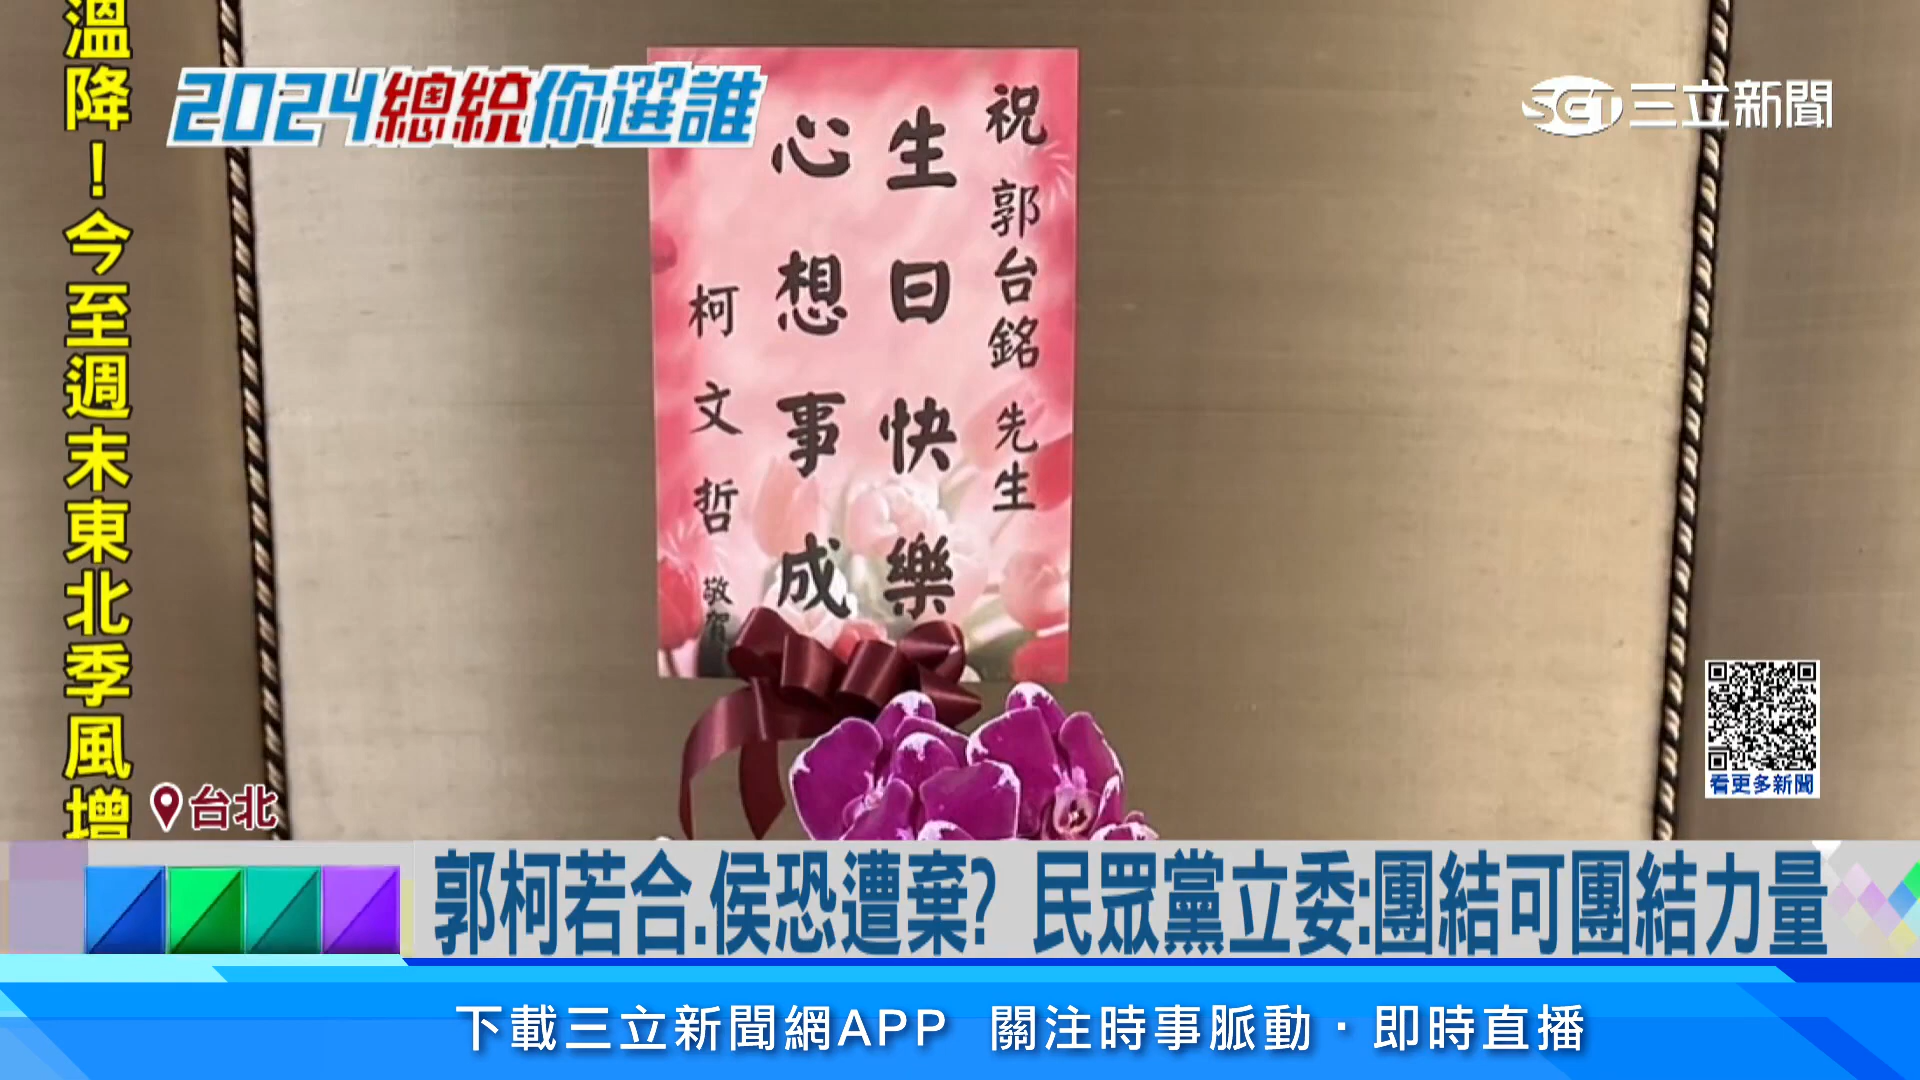 溫降！今至週末東北季風增
2024總統你選誰
SET三立新聞
祝 郭台銘 先生
生日快樂
心想事成
柯文哲 敬賀
看更多新聞
台北
郭柯若合.侯恐遭棄? 民眾黨立委:團結可團結力量
下載三立新聞網APP 關注時事脈動・即時直播